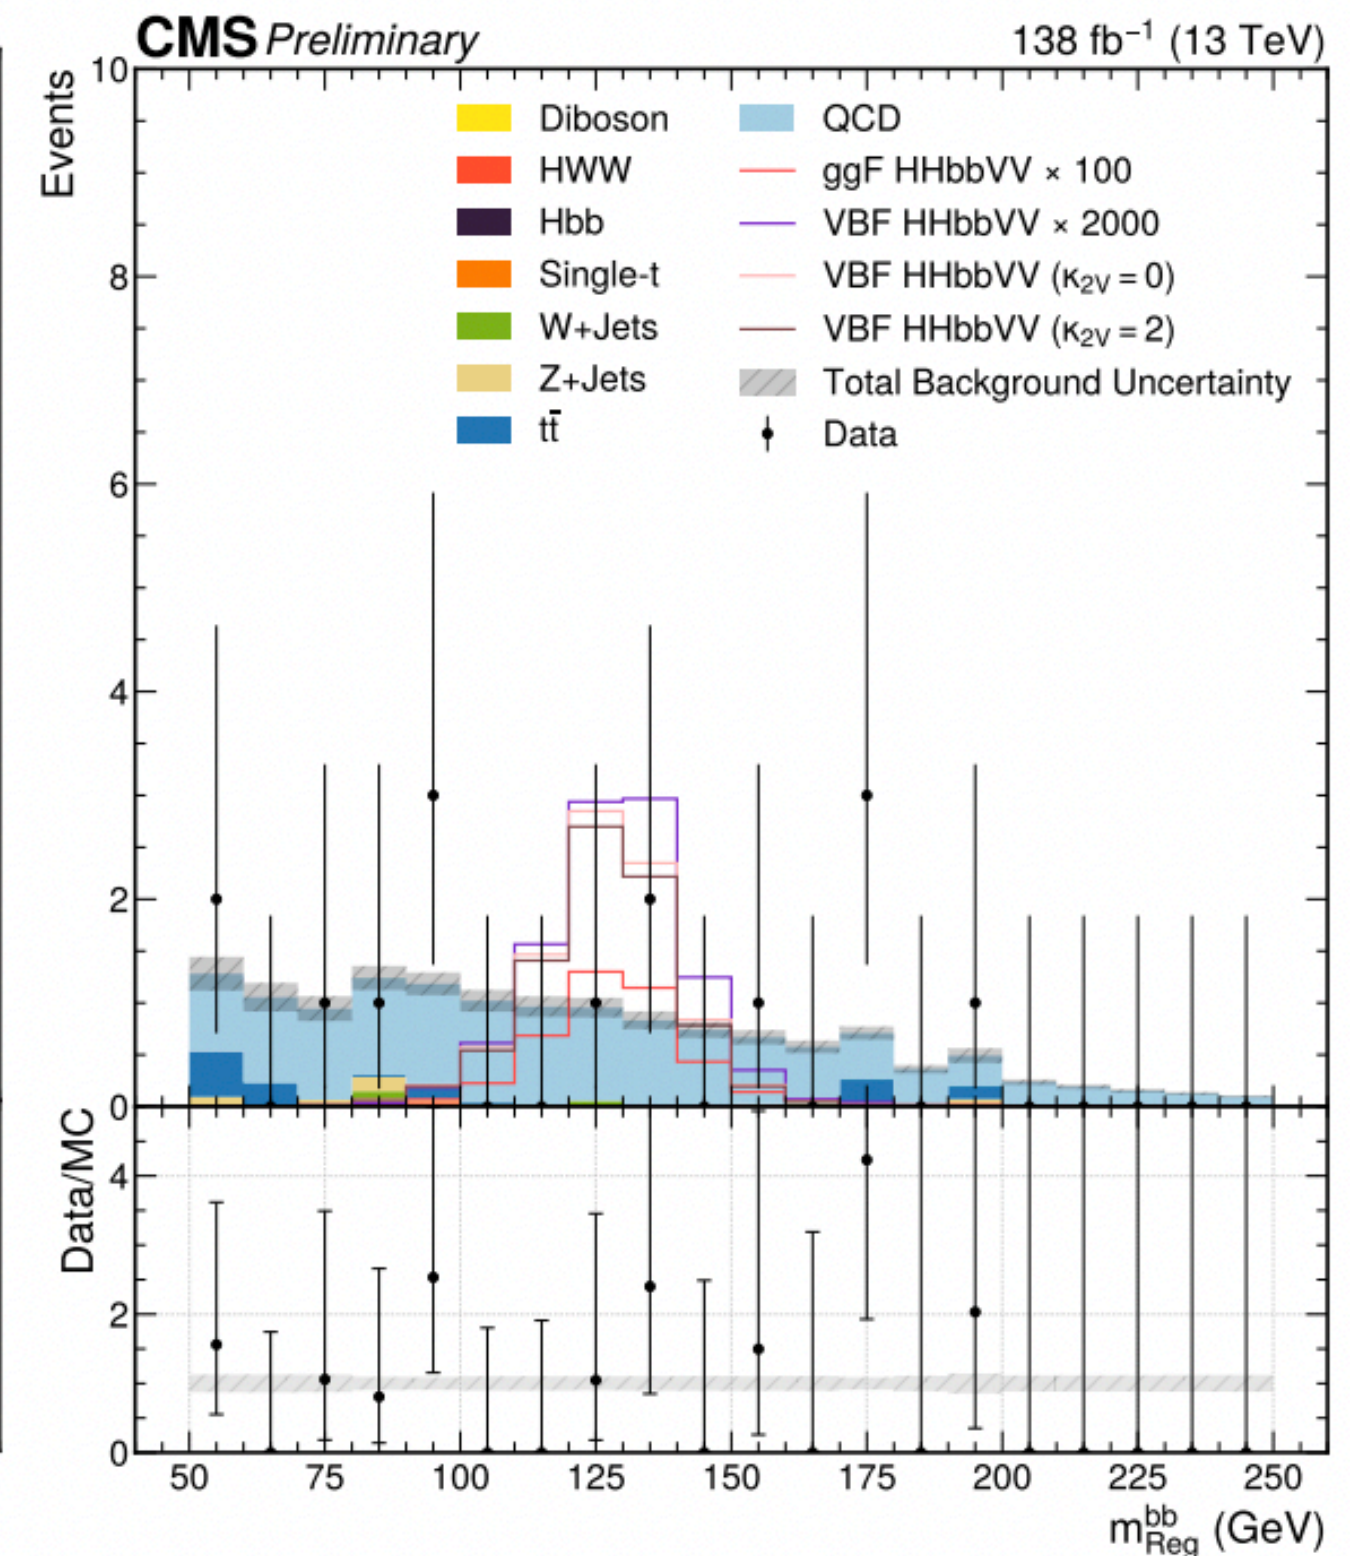 CMS Preliminary 138 fb⁻¹ (13 TeV)
Events
10
8
6
4
2
0
Diboson
HWW
Hbb
Single-t
W+Jets
Z+Jets
tt̄
QCD
ggF HHbbVV × 100
VBF HHbbVV × 2000
VBF HHbbVV (κ₂V = 0)
VBF HHbbVV (κ₂V = 2)
Total Background Uncertainty
Data
Data/MC
4
2
0
50 75 100 125 150 175 200 225 250
m^bb_Reg (GeV)